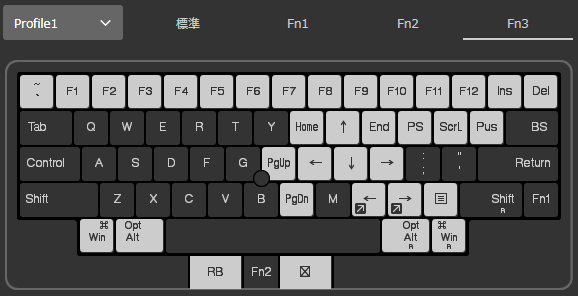 Profile1 標準 Fn1 Fn2 Fn3
~ ` F1 F2 F3 F4 F5 F6 F7 F8 F9 F10 F11 F12 Ins Del
Tab Q W E R T Y Home ↑ End PS ScrL Pus BS
Control A S D F G PgUp ← ↓ → : ; " ' Return
Shift Z X C V B PgDn M ← → Shift R Fn1
⌘ Win Opt Alt Opt Alt R ⌘ Win R
RB Fn2